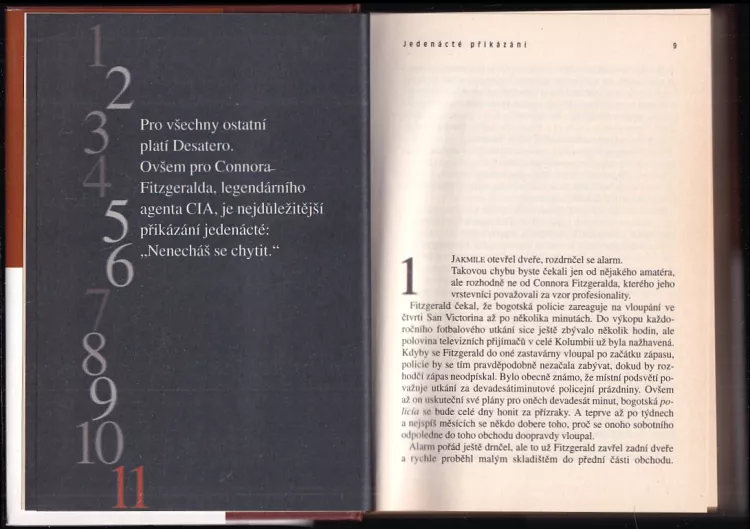 1
2
3
4
5
6
7
8
9
10
11
Pro všechny ostatní
platí Desatero.
Ovšem pro Connora
Fitzgeralda, legendárního
agenta CIA, je nejdůležitější
přikázání jedenácté:
„Nenecháš se chytit.“
Jedenácté přikázání 9
1
JAKMILE otevřel dveře, rozdrnčel se alarm.
Takovou chybu byste čekali jen od nějakého amatéra,
ale rozhodně ne od Connora Fitzgeralda, kterého jeho
vrstevníci považovali za vzor profesionality.
Fitzgerald čekal, že bogotská policie zareaguje na vloupání ve
čtvrti San Victorina až po několika minutách. Do výkopu každo-
ročního fotbalového utkání sice ještě zbývalo několik hodin, ale
polovina televizních přijímačů v celé Kolumbii už byla nažhavená.
Kdyby se Fitzgerald do oné zastavárny vloupal po začátku zápasu,
policie by se tím pravděpodobně nezačala zabývat, dokud by roz-
hodčí zápas neodpískal. Bylo obecně známo, že místní podsvětí po-
važuje utkání za devadesátiminutové policejní prázdniny. Ovšem
až on uskuteční své plány pro oněch devadesát minut, bogotská po-
licía se bude celé dny honit za přízraky. A teprve až po týdnech
a nejspíš měsících se někdo dobere toho, proč se onoho sobotního
odpoledne do toho obchodu doopravdy vloupal.
Alarm pořád ještě drnčel, ale to už Fitzgerald zavřel zadní dveře
a rychle proběhl malým skladištěm do přední části obchodu.